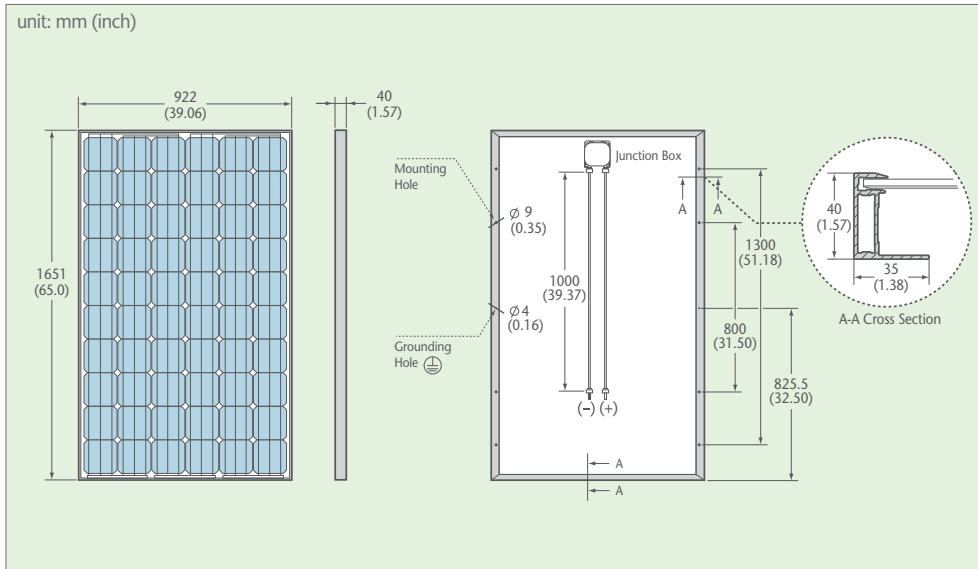 unit: mm (inch)
922
(39.06)
40
(1.57)
1651
(65.0)
Mounting
Hole
Ø 9
(0.35)
Ø 4
(0.16)
Grounding
Hole
Junction Box
1000
(39.37)
(-) (+)
A A
1300
(51.18)
800
(31.50)
825.5
(32.50)
A
A
40
(1.57)
35
(1.38)
A-A Cross Section